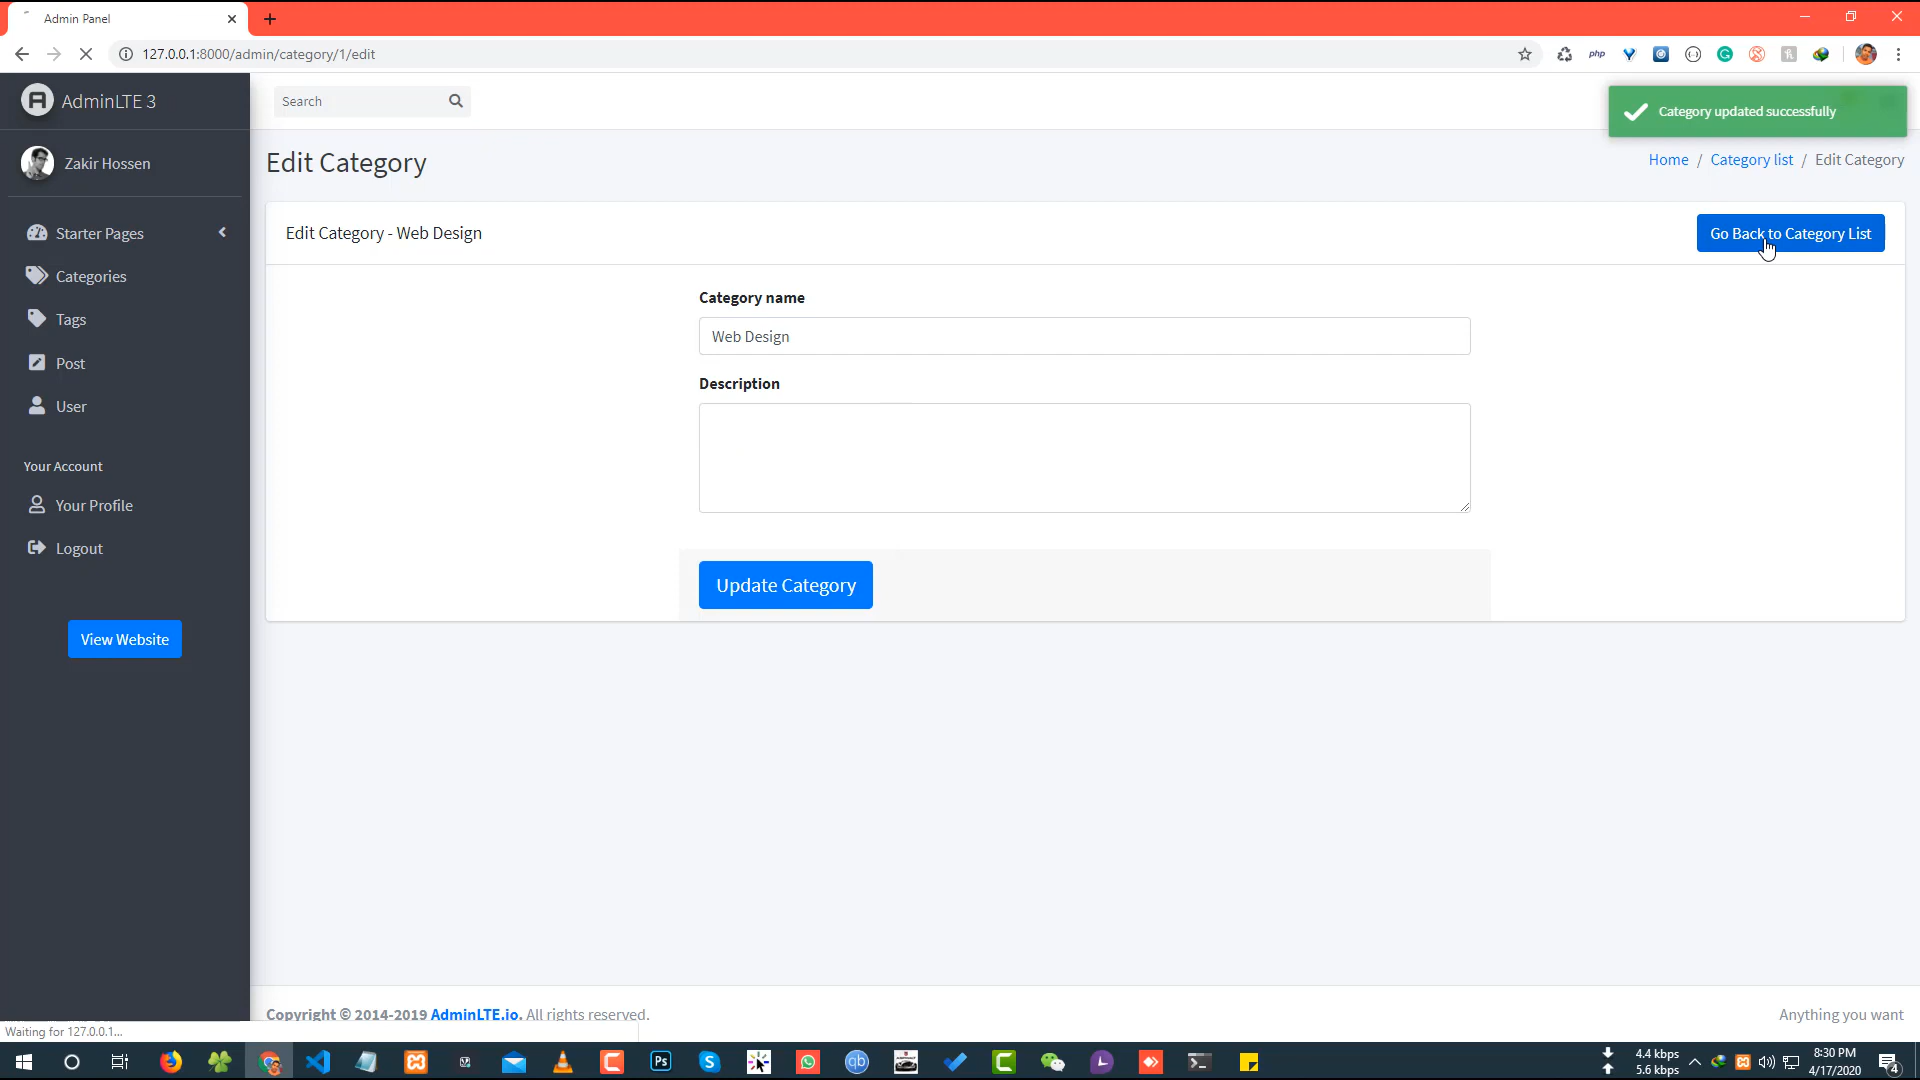 Admin Panel
127.0.0.1:8000/admin/category/1/edit
php
AdminLTE 3
Search
Category updated successfully
Zakir Hossen
Edit Category
Home / Category list / Edit Category
Starter Pages
Edit Category - Web Design
Go Back to Category List
Categories
Category name
Tags
Web Design
Post
Description
User
Your Account
Your Profile
Logout
Update Category
View Website
Copyright © 2014-2019 AdminLTE.io. All rights reserved.
Anything you want
Waiting for 127.0.0.1...
Ps
qb
4.4 kbps
5.6 kbps
8:30 PM
4/17/2020
4